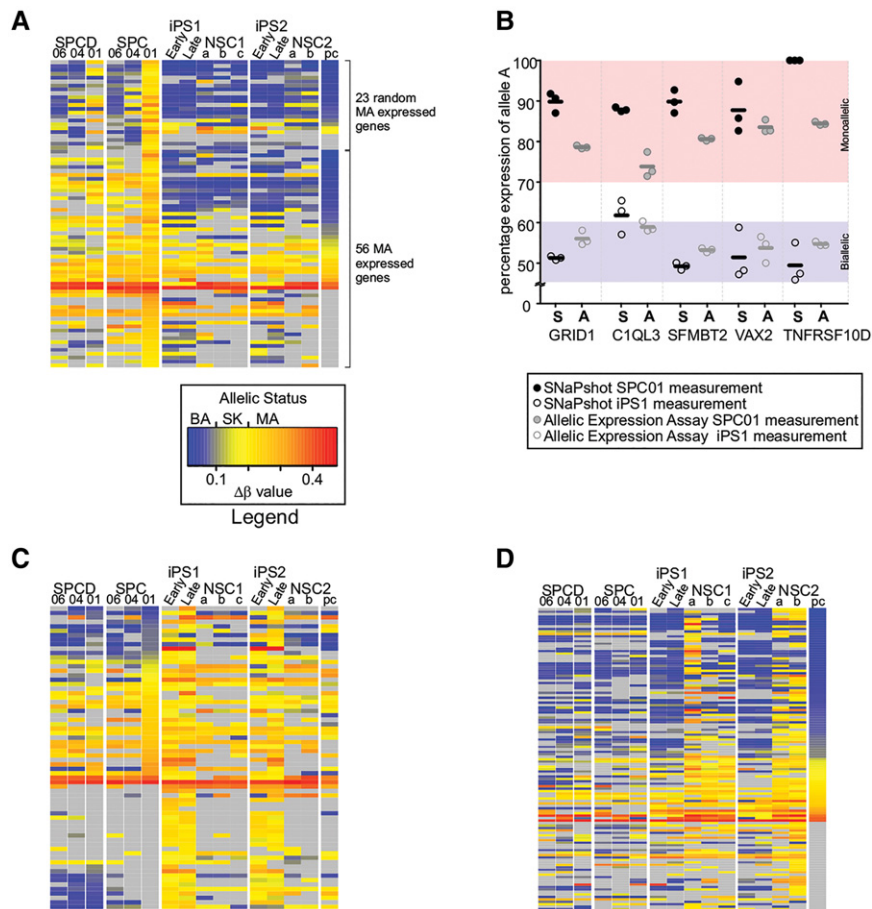 A
SPCD SPC iPS1 NSC1 iPS2 NSC2
06 04 01 06 04 01 Early Late a b c Early Late a b pc
23 random MA expressed genes
56 MA expressed genes
Allelic Status
BA SK MA
0.1 0.4
Δβ value
Legend
B
percentage expression of allele A
100
90
80
70
60
50
0
Monoallelic
Biallelic
S A S A S A S A S A
GRID1 C1QL3 SFMBT2 VAX2 TNFRSF10D
SNaPshot SPC01 measurement
SNaPshot iPS1 measurement
Allelic Expression Assay SPC01 measurement
Allelic Expression Assay iPS1 measurement
C
SPCD SPC iPS1 NSC1 iPS2 NSC2
06 04 01 06 04 01 Early Late a b c Early Late a b pc
D
SPCD SPC iPS1 NSC1 iPS2 NSC2
06 04 01 06 04 01 Early Late a b c Early Late a b pc